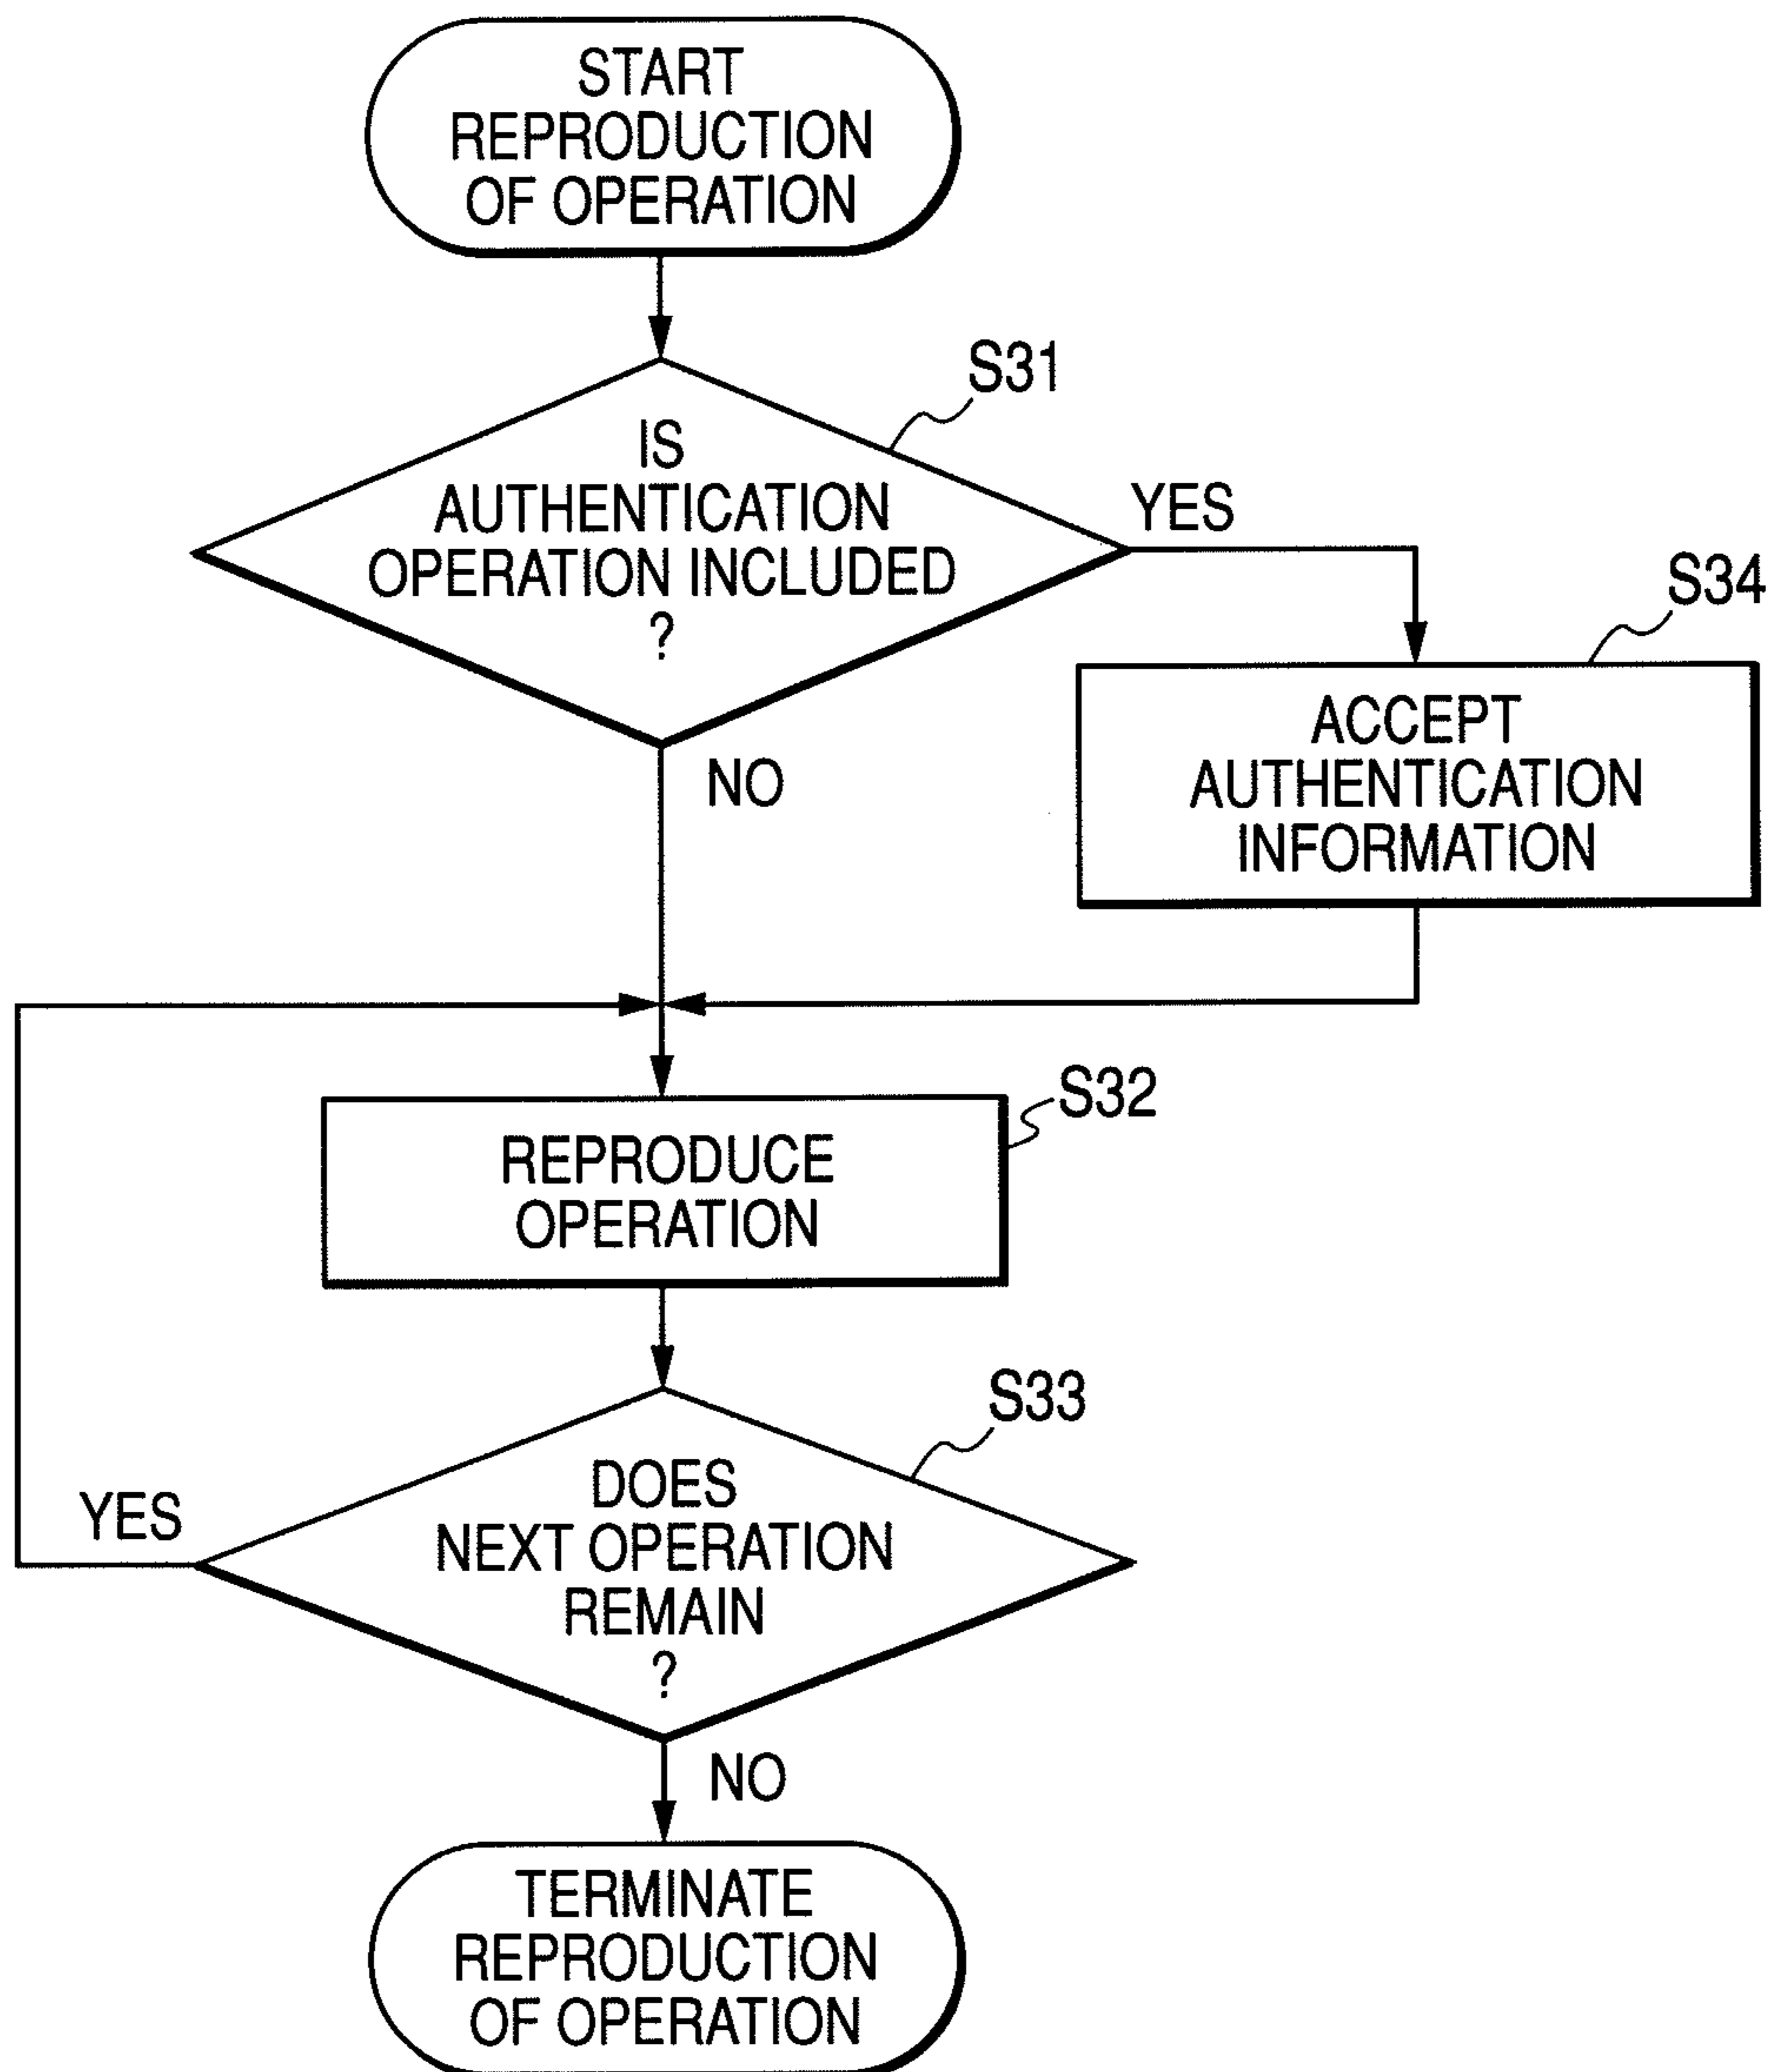 START
REPRODUCTION
OF OPERATION
S31
IS
AUTHENTICATION
OPERATION INCLUDED
?
YES
S34
ACCEPT
AUTHENTICATION
INFORMATION
NO
S32
REPRODUCE
OPERATION
S33
DOES
NEXT OPERATION
REMAIN
?
YES
NO
TERMINATE
REPRODUCTION
OF OPERATION